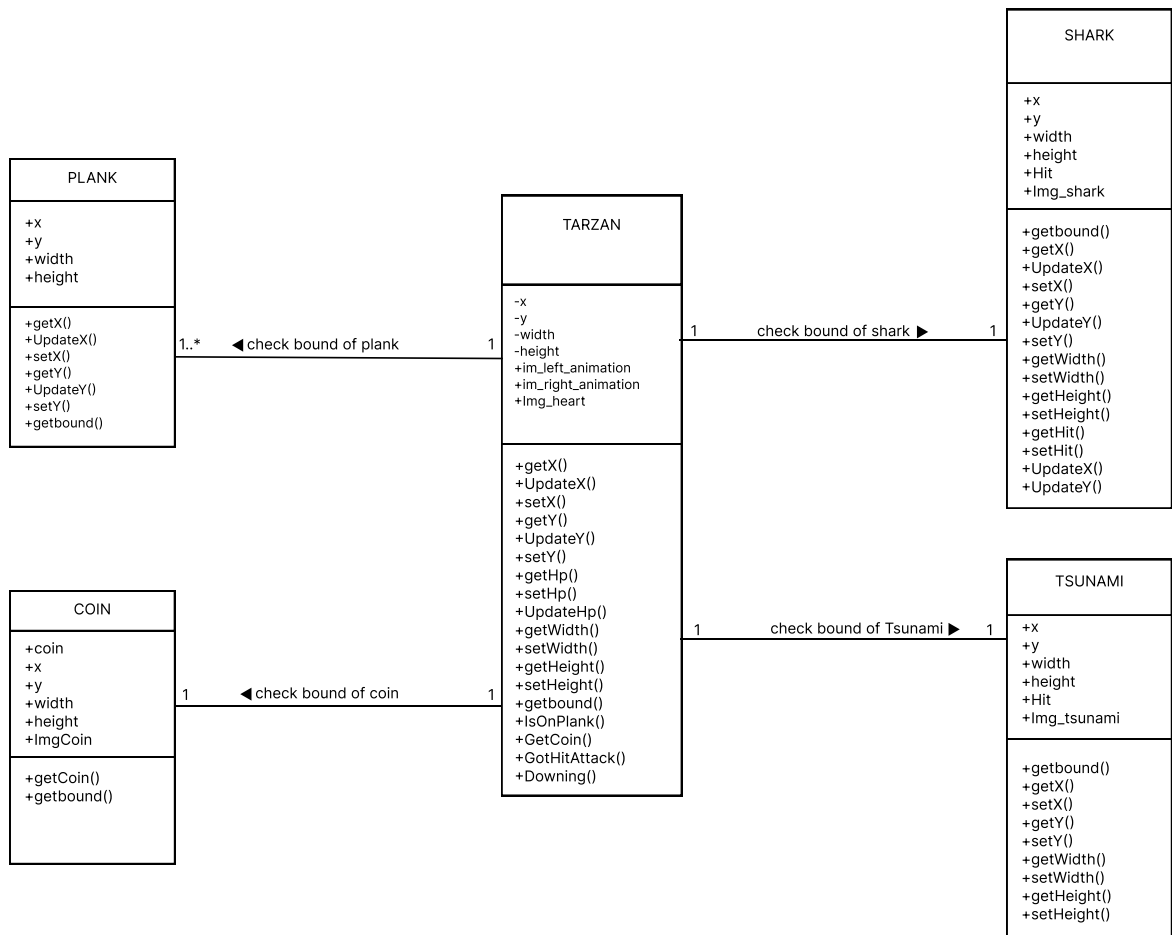 PLANK
+x
+y
+width
+height
+getX()
+UpdateX()
+setX()
+getY()
+UpdateY()
+setY()
+getbound()
1..*
◀ check bound of plank
1
COIN
+coin
+x
+y
+width
+height
+ImgCoin
+getCoin()
+getbound()
1
◀ check bound of coin
1
TARZAN
-x
-y
-width
-height
+im_left_animation
+im_right_animation
+Img_heart
+getX()
+UpdateX()
+setX()
+getY()
+UpdateY()
+setY()
+getHp()
+setHp()
+UpdateHp()
+getWidth()
+setWidth()
+getHeight()
+setHeight()
+getbound()
+IsOnPlank()
+GetCoin()
+GotHitAttack()
+Downing()
1
check bound of shark ▶
1
SHARK
+x
+y
+width
+height
+Hit
+Img_shark
+getbound()
+getX()
+UpdateX()
+setX()
+getY()
+UpdateY()
+setY()
+getWidth()
+setWidth()
+getHeight()
+setHeight()
+getHit()
+setHit()
+UpdateX()
+UpdateY()
1
check bound of Tsunami ▶
1
TSUNAMI
+x
+y
+width
+height
+Hit
+Img_tsunami
+getbound()
+getX()
+setX()
+getY()
+setY()
+getWidth()
+setWidth()
+getHeight()
+setHeight()